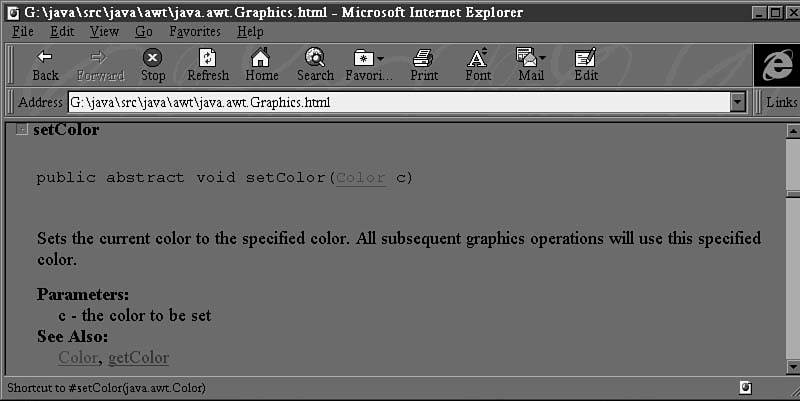 G:\java\src\java\awt\java.awt.Graphics.html - Microsoft Internet Explorer
File Edit View Go Favorites Help
Back Forward Stop Refresh Home Search Favori... Print Font Mail Edit
Address G:\java\src\java\awt\java.awt.Graphics.html Links
setColor
public abstract void setColor(Color c)
Sets the current color to the specified color. All subsequent graphics operations will use this specified
color.
Parameters:
c - the color to be set
See Also:
Color, getColor
Shortcut to #setColor(java.awt.Color)